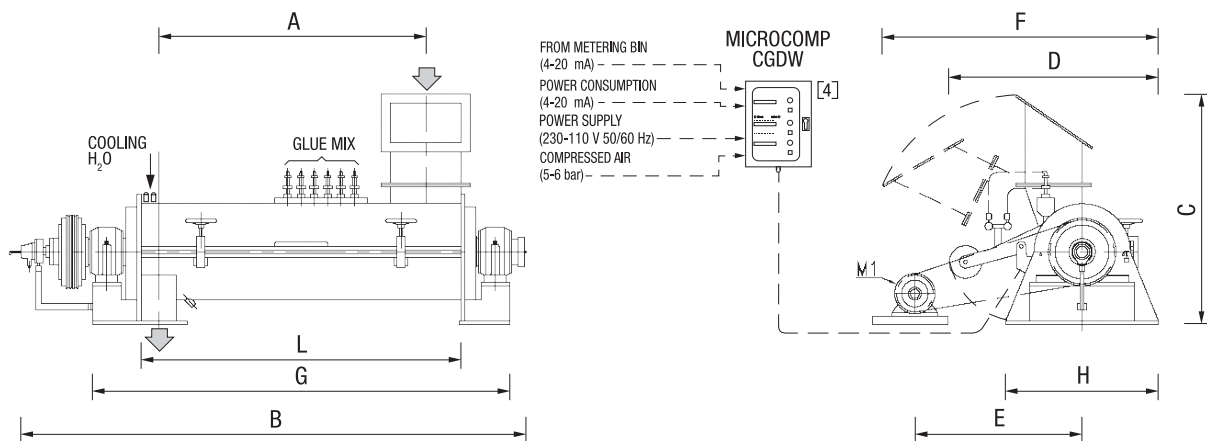 A
COOLING
H₂O
GLUE MIX
L
G
B
FROM METERING BIN
(4-20 mA)
POWER CONSUMPTION
(4-20 mA)
POWER SUPPLY
(230-110 V 50/60 Hz)
COMPRESSED AIR
(5-6 bar)
MICROCOMP
CGDW
[4]
F
D
C
M1
H
E